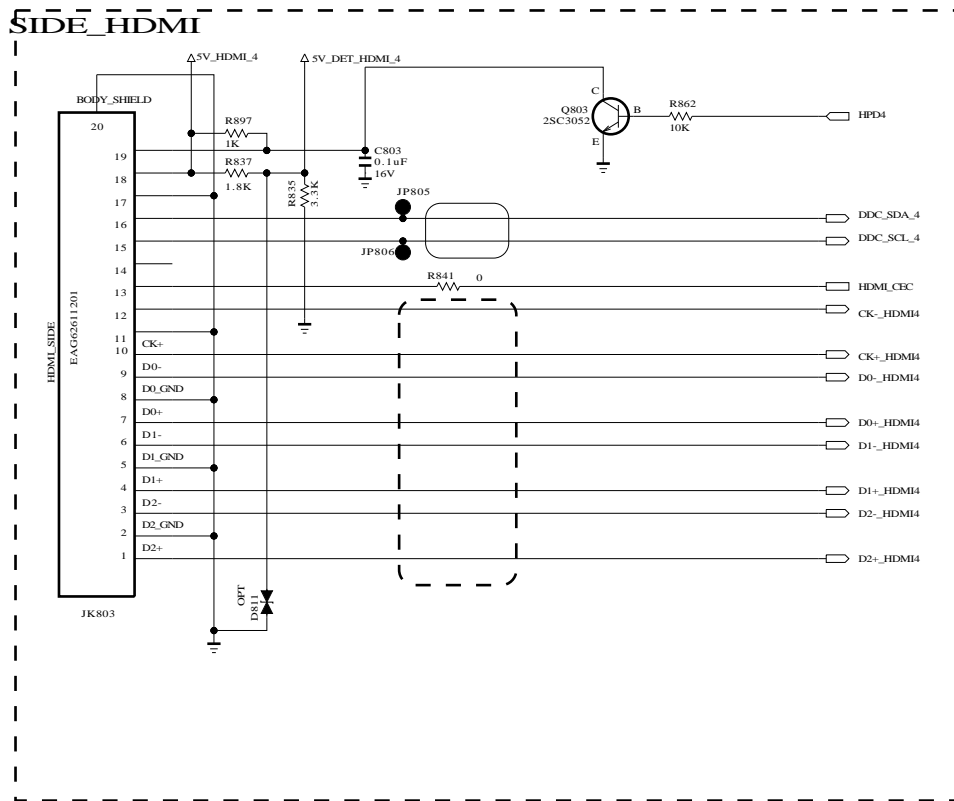 SIDE_HDMI
5V_HDMI_4
5V_DET_HDMI_4
BODY_SHIELD
20
R897
1K
C
Q803
2SC3052
B
E
R862
10K
HPD4
19
C803
0.1uF
16V
18
R837
1.8K
R835
3.3K
17
JP805
16
DDC_SDA_4
15
JP806
DDC_SCL_4
14
R841
0
13
HDMI_CEC
12
CK-_HDMI4
11
HDMI_SIDE
EAG62611201
10
CK+
CK+_HDMI4
9
D0-
D0-_HDMI4
8
D0_GND
7
D0+
D0+_HDMI4
6
D1-
D1-_HDMI4
5
D1_GND
4
D1+
D1+_HDMI4
3
D2-
D2-_HDMI4
2
D2_GND
1
D2+
D2+_HDMI4
OPT
D811
JK803